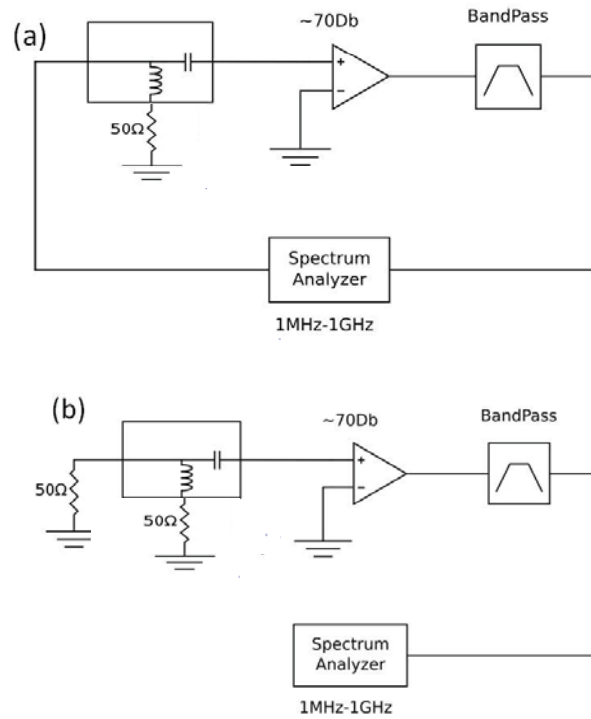 (a)
~70Db
BandPass
+
-
50Ω
Spectrum
Analyzer
1MHz-1GHz
(b)
~70Db
BandPass
50Ω
+
-
50Ω
Spectrum
Analyzer
1MHz-1GHz